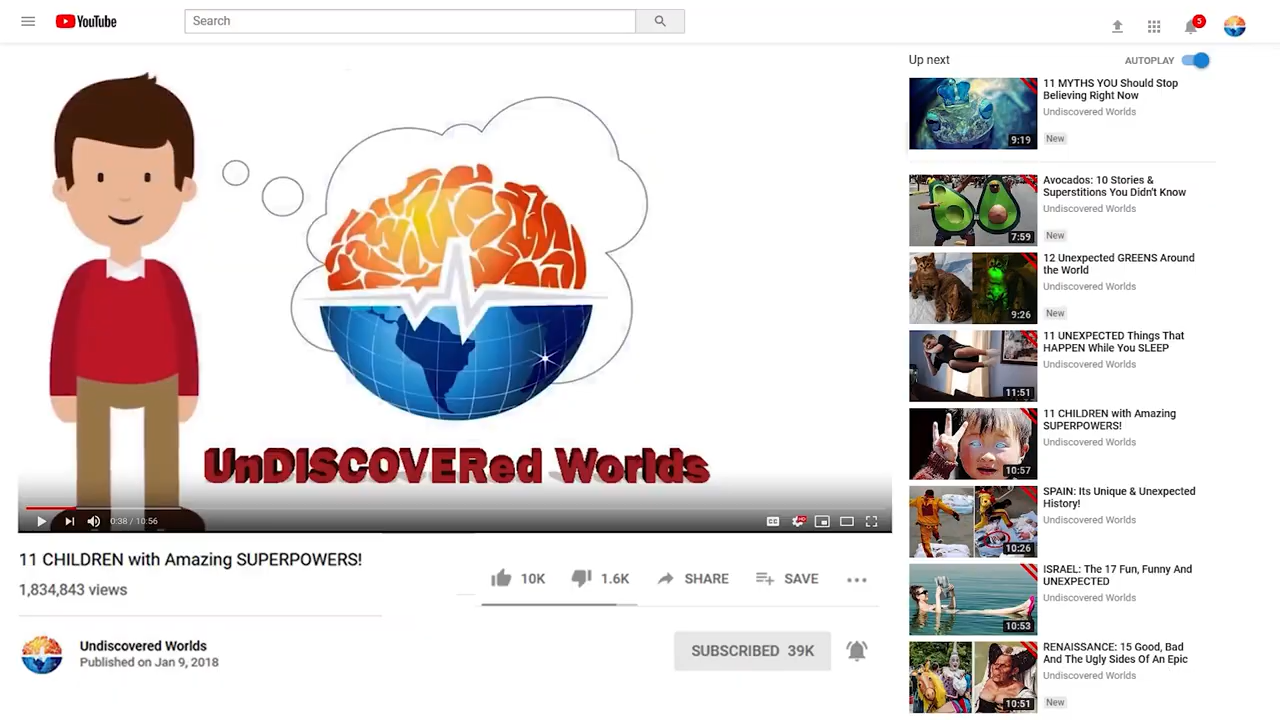 YouTube
Search
5
UnDISCOVERed Worlds
0:38 / 10:56
CC
HD
11 CHILDREN with Amazing SUPERPOWERS!
1,834,843 views
10K
1.6K
SHARE
SAVE
Undiscovered Worlds
Published on Jan 9, 2018
SUBSCRIBED 39K
Up next
AUTOPLAY
9:19
11 MYTHS YOU Should Stop
Believing Right Now
Undiscovered Worlds
New
7:59
Avocados: 10 Stories &
Superstitions You Didn't Know
Undiscovered Worlds
New
9:26
12 Unexpected GREENS Around
the World
Undiscovered Worlds
New
11:51
11 UNEXPECTED Things That
HAPPEN While You SLEEP
Undiscovered Worlds
10:57
11 CHILDREN with Amazing
SUPERPOWERS!
Undiscovered Worlds
10:26
SPAIN: Its Unique & Unexpected
History!
Undiscovered Worlds
10:53
ISRAEL: The 17 Fun, Funny And
UNEXPECTED
Undiscovered Worlds
10:51
RENAISSANCE: 15 Good, Bad
And The Ugly Sides Of An Epic
Undiscovered Worlds
New